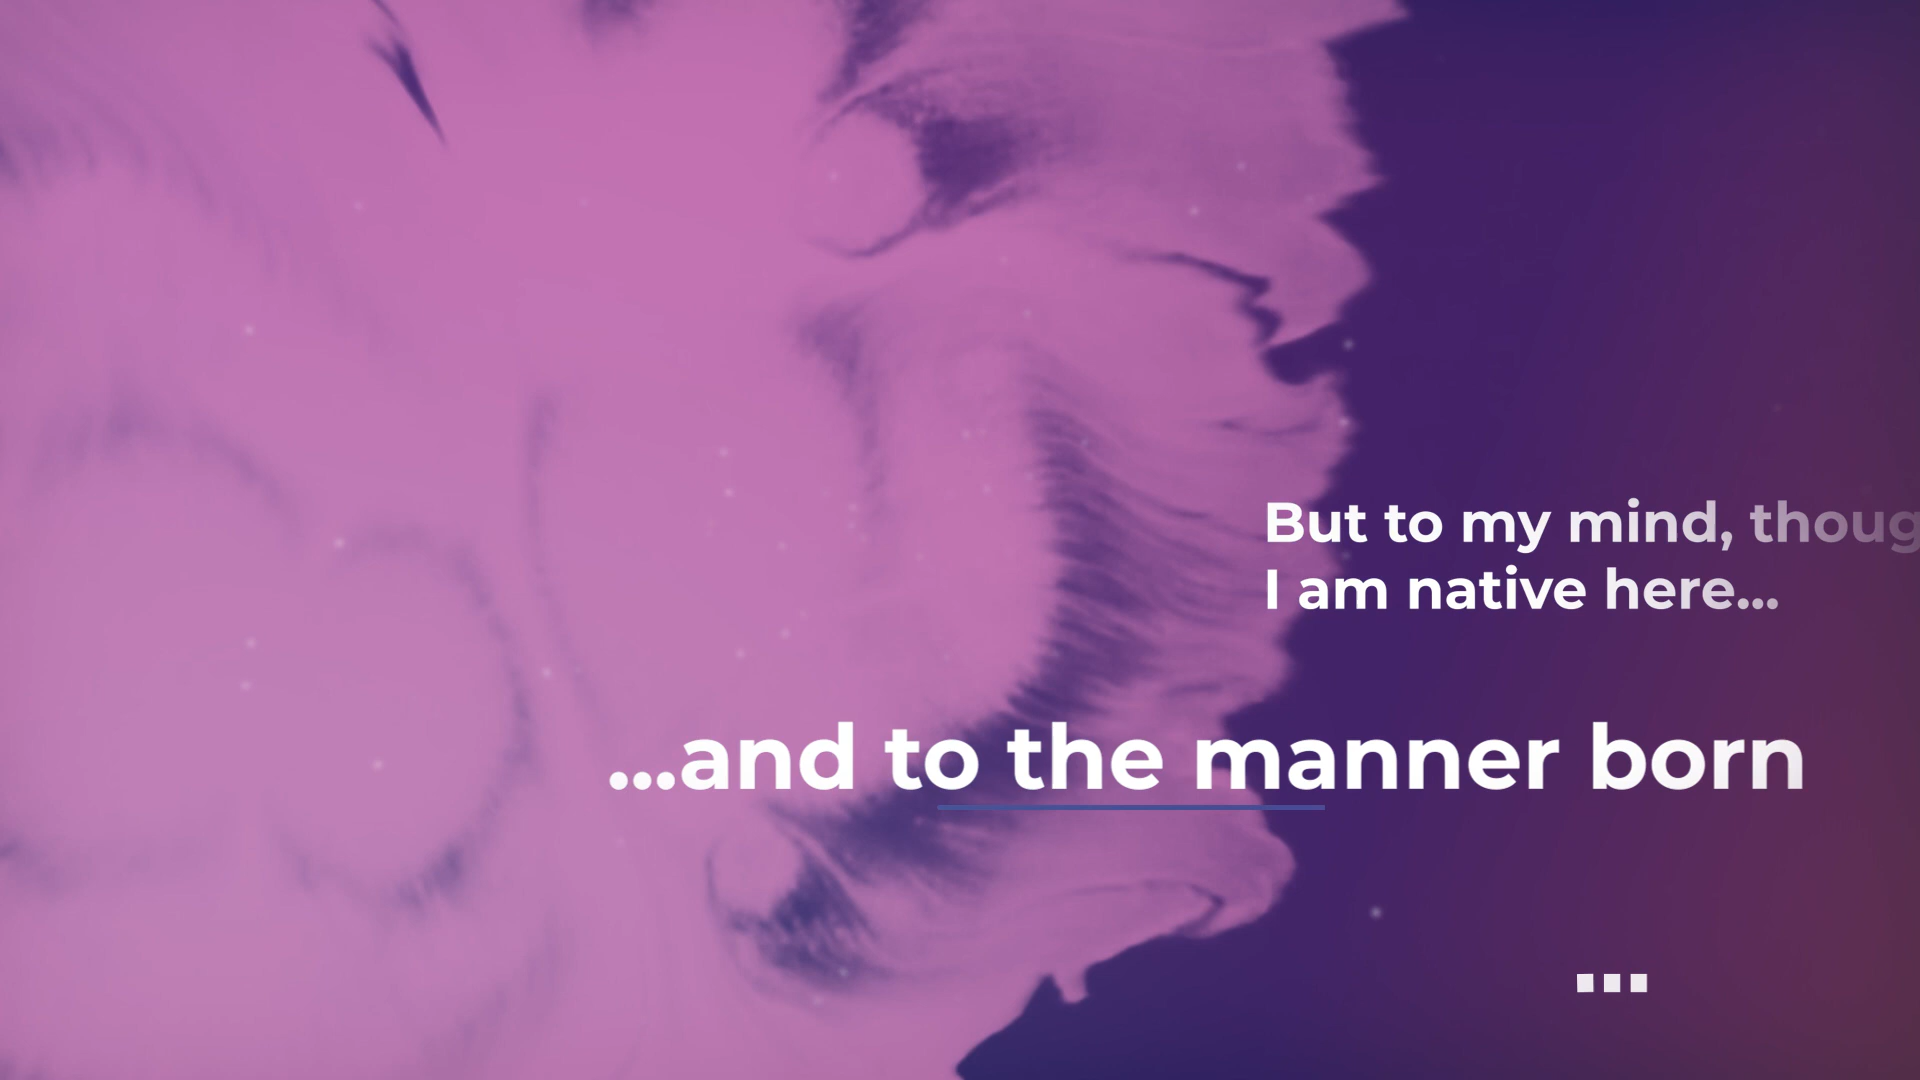 But to my mind, thoug
I am native here...
...and to the manner born
...